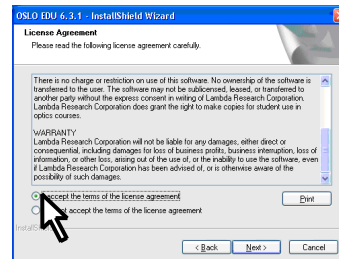 OSLO EDU 6.3.1 - InstallShield Wizard
License Agreement
Please read the following license agreement carefully.
There is no charge or restriction on use of this software. No ownership of the software is
transferred to the user. The software may not be sublicensed, leased, or transferred to
another party without the express consent in writing of Lambda Research Corporation.
Lambda Research Corporation does grant the right to make copies for student use in
optics courses.
WARRANTY
Lambda Research Corporation will not be liable for any damages, either direct or
consequential, including damages for loss of business profits, business interruption, loss of
information, or other loss, arising out of the use of, or the inability to use the software, even
if Lambda Research Corporation has been advised of, or is otherwise aware of the
possibility of such damages.
accept the terms of the license agreement
Print
accept the terms of the license agreement
< Back Next > Cancel